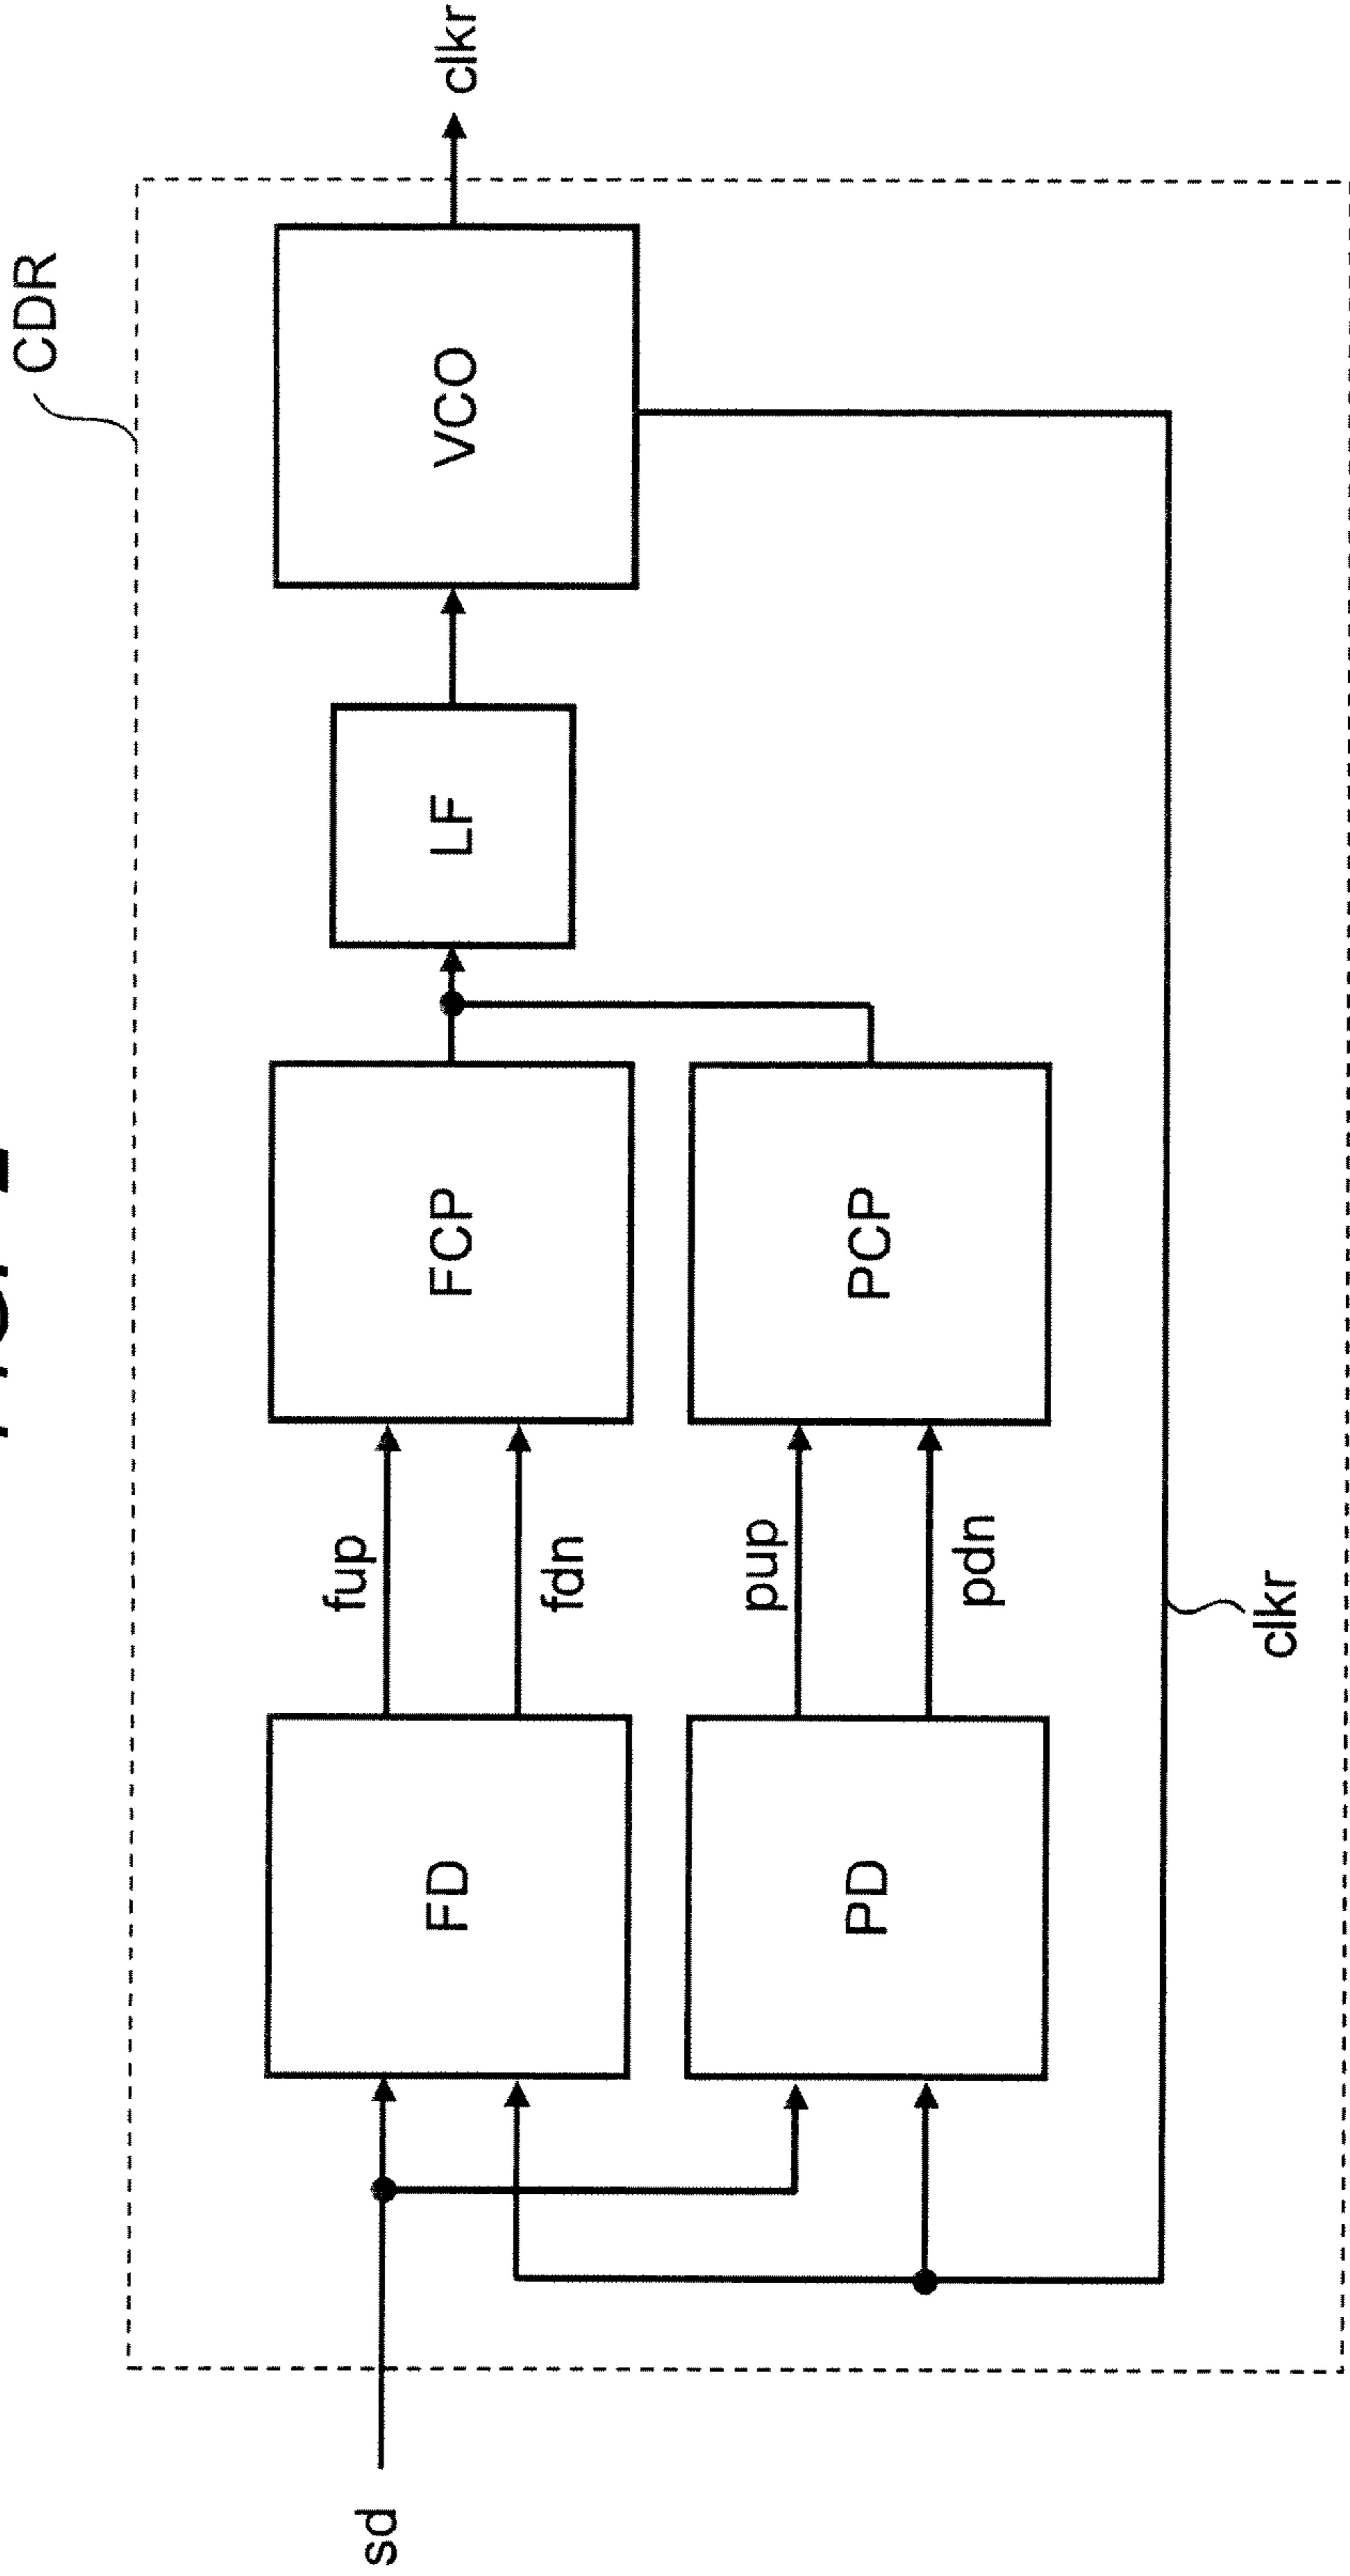 CDR
sd
FD
fup
fdn
FCP
LF
VCO
clkr
PD
pup
pdn
PCP
clkr